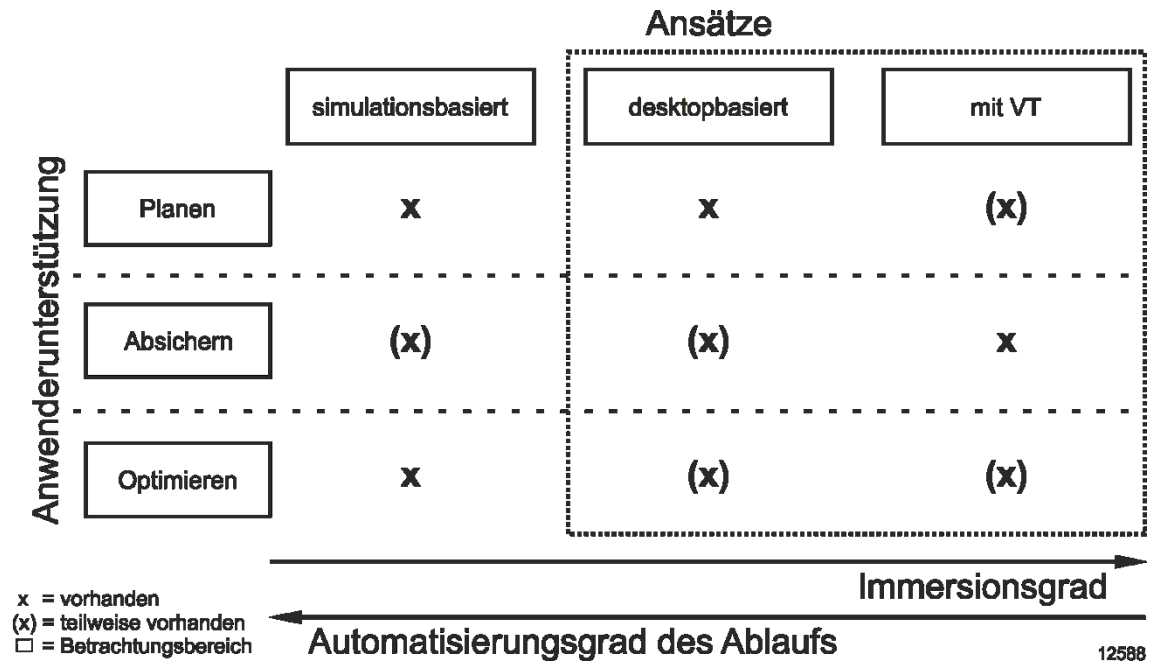 Ansätze
simulationsbasiert desktopbasiert mit VT
Anwenderunterstützung
Planen x x (x)
Absichern (x) (x) x
Optimieren x (x) (x)
Immersionsgrad
Automatisierungsgrad des Ablaufs
x = vorhanden
(x) = teilweise vorhanden
□ = Betrachtungsbereich
12588